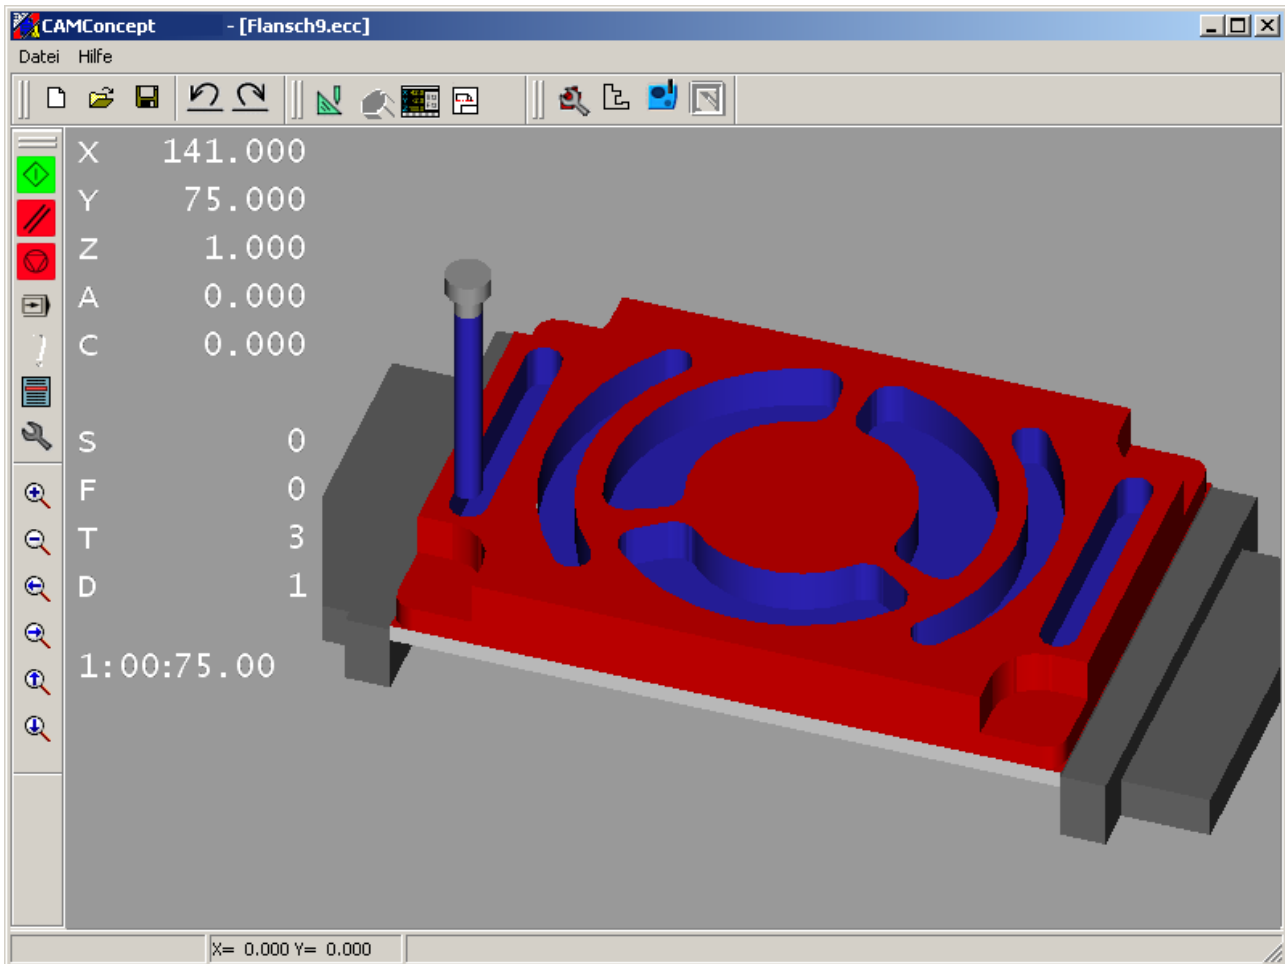 CAMConcept - [Flansch9.ecc]
Datei Hilfe
X 141.000
Y 75.000
Z 1.000
A 0.000
C 0.000
S 0
F 0
T 3
D 1
1:00:75.00
X= 0.000 Y= 0.000